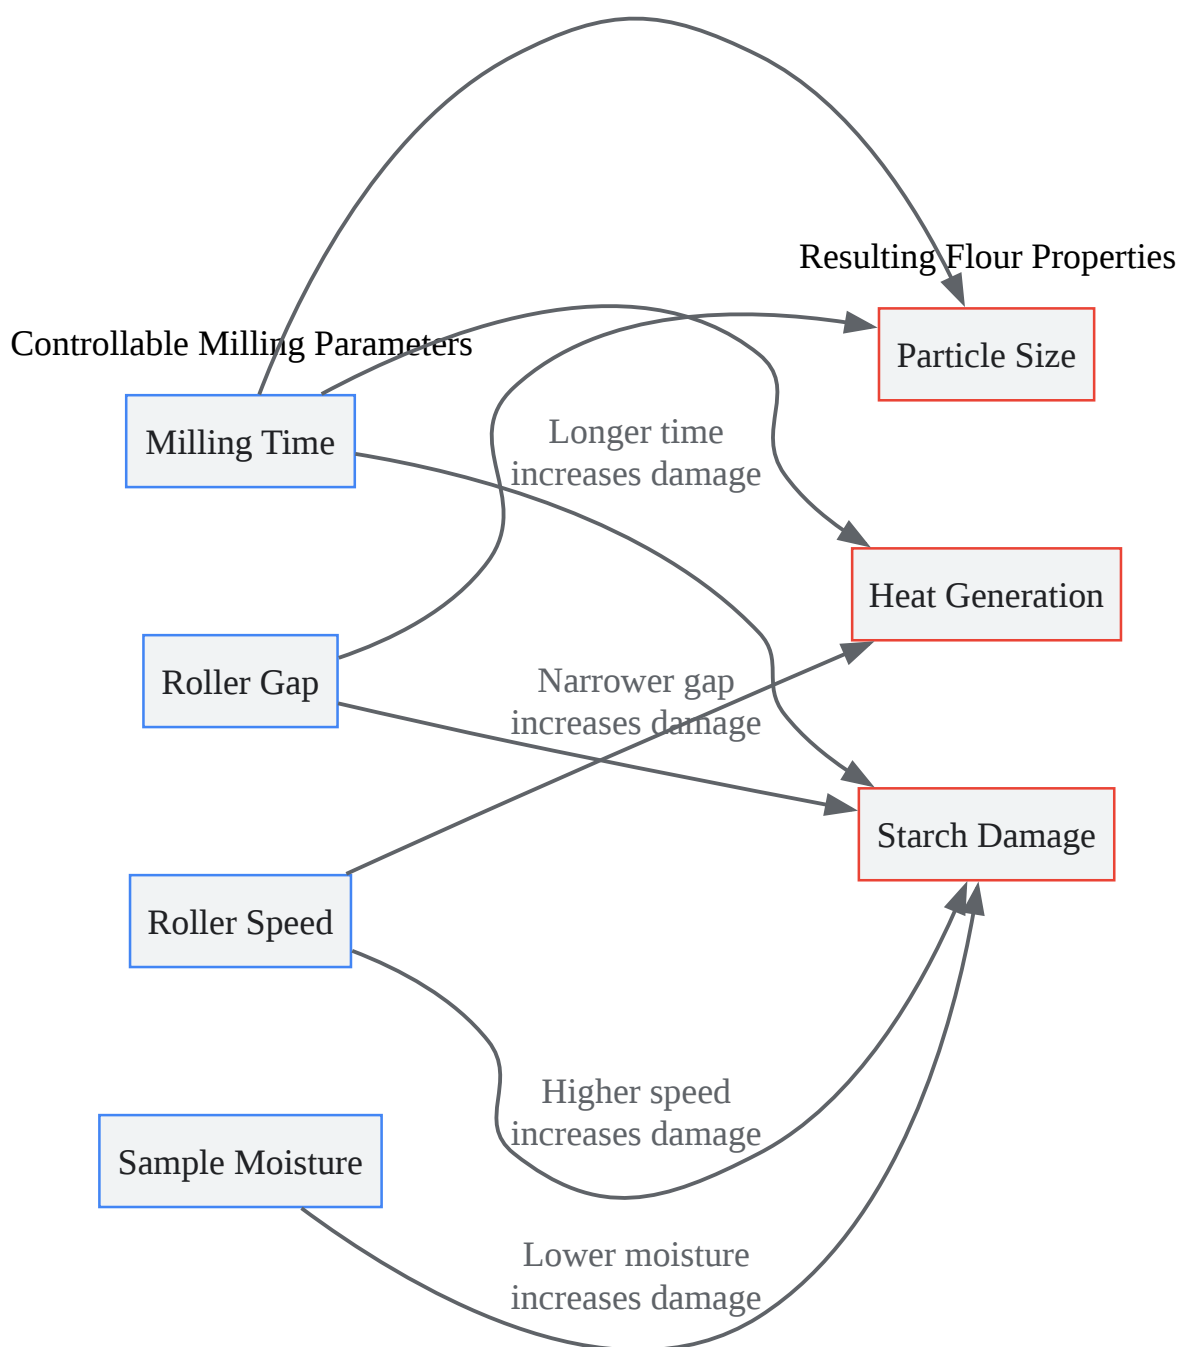 Resulting Flour Properties
Controllable Milling Parameters
Particle Size
Milling Time
Longer time
increases damage
Heat Generation
Roller Gap
Narrower gap
increases damage
Starch Damage
Roller Speed
Higher speed
increases damage
Sample Moisture
Lower moisture
increases damage